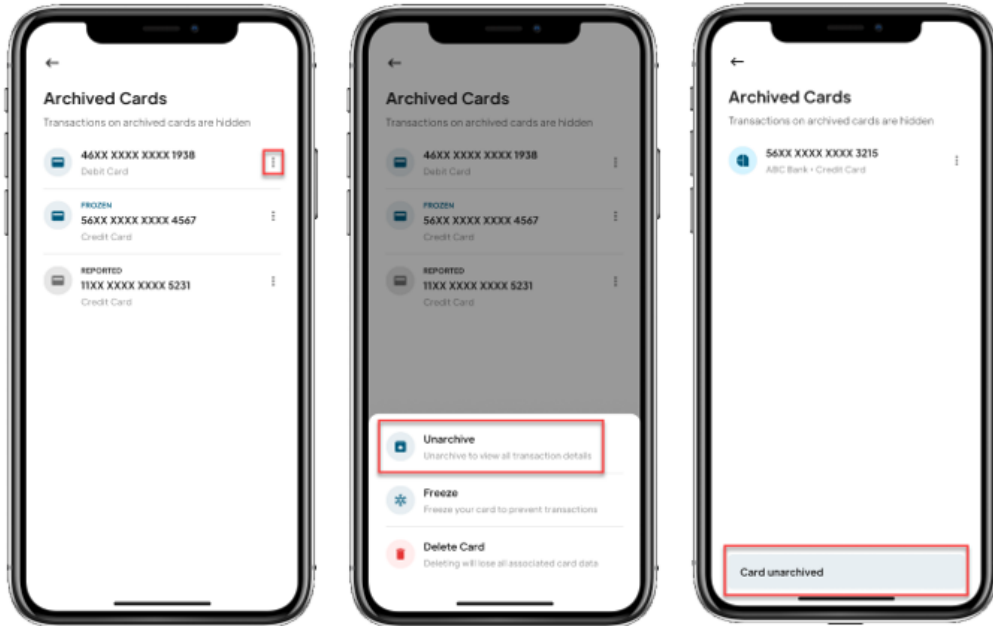 Archived Cards
Transactions on archived cards are hidden
46XX XXXX XXXX 1938
Debit Card
FROZEN
56XX XXXX XXXX 4567
Credit Card
REPORTED
11XX XXXX XXXX 5231
Credit Card
Archived Cards
Transactions on archived cards are hidden
46XX XXXX XXXX 1938
Debit Card
FROZEN
56XX XXXX XXXX 4567
Credit Card
REPORTED
11XX XXXX XXXX 5231
Credit Card
Unarchive
Unarchive to view all transaction details
Freeze
Freeze your card to prevent transactions
Delete Card
Deleting will lose all associated card data
Archived Cards
Transactions on archived cards are hidden
56XX XXXX XXXX 3215
ABC Bank • Credit Card
Card unarchived